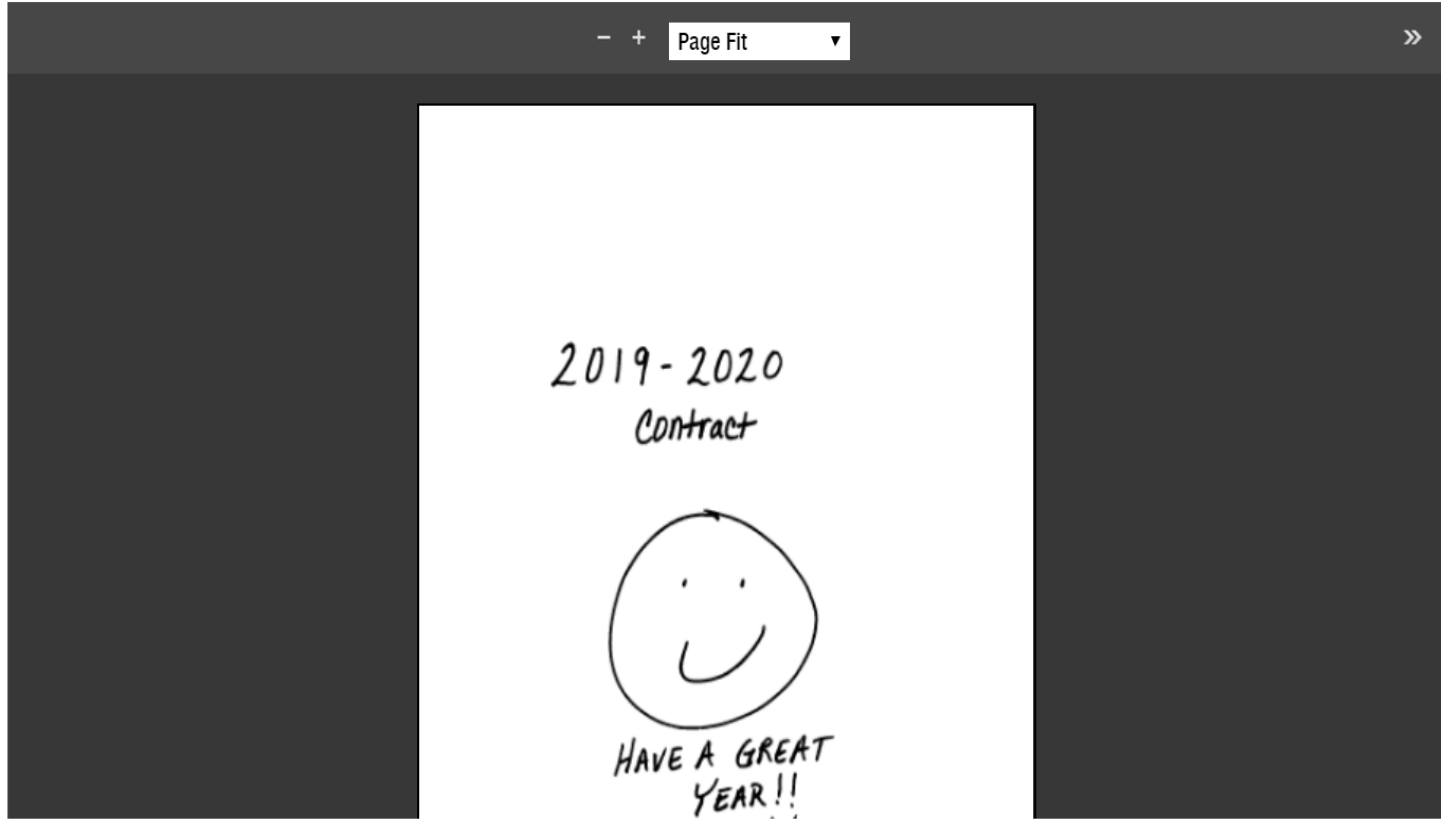 − + Page Fit ▼ »
2019-2020
Contract
HAVE A GREAT
YEAR!!